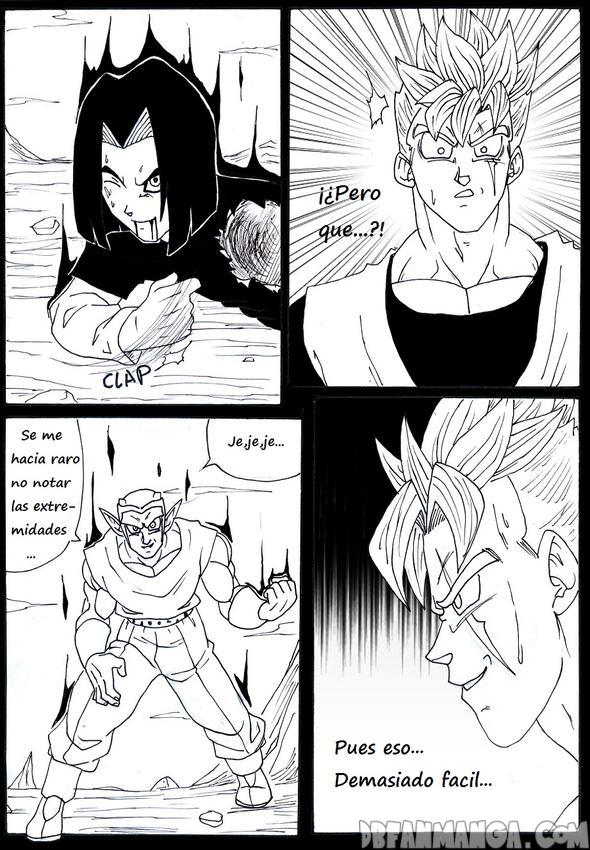 ¡¿Pero
que...?!
CLAP
Se me
hacia raro
no notar
las extre-
midades
...
Je,je,je...
Pues eso...
Demasiado facil...
DBFANMANGA.COM